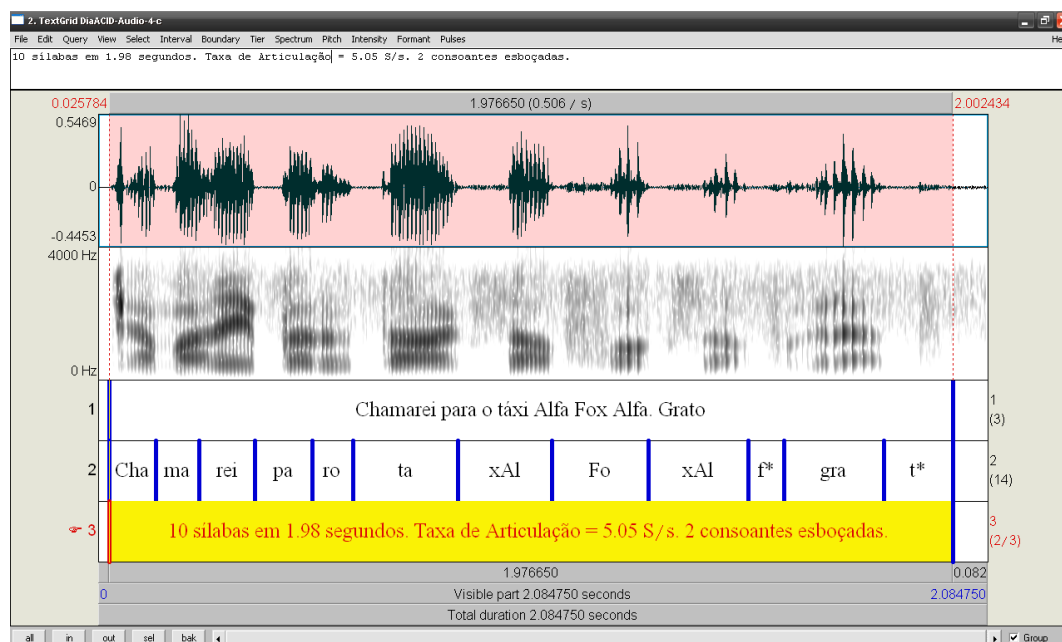 2. TextGrid DiaACID-Audio-4-c
File Edit Query View Select Interval Boundary Tier Spectrum Pitch Intensity Formant Pulses He
10 sílabas em 1.98 segundos. Taxa de Articulação = 5.05 S/s. 2 consoantes esboçadas.
0.025784 1.976650 (0.506 / s) 2.002434
0.5469
0
-0.4453
4000 Hz
0 Hz
1 Chamarei para o táxi Alfa Fox Alfa. Grato 1 (3)
2 Cha ma rei pa ro ta xAl Fo xAl f* gra t* 2 (14)
3 10 sílabas em 1.98 segundos. Taxa de Articulação = 5.05 S/s. 2 consoantes esboçadas. 3 (2/3)
1.976650 0.082
0 Visible part 2.084750 seconds 2.084750
Total duration 2.084750 seconds
all in out sel bak Group